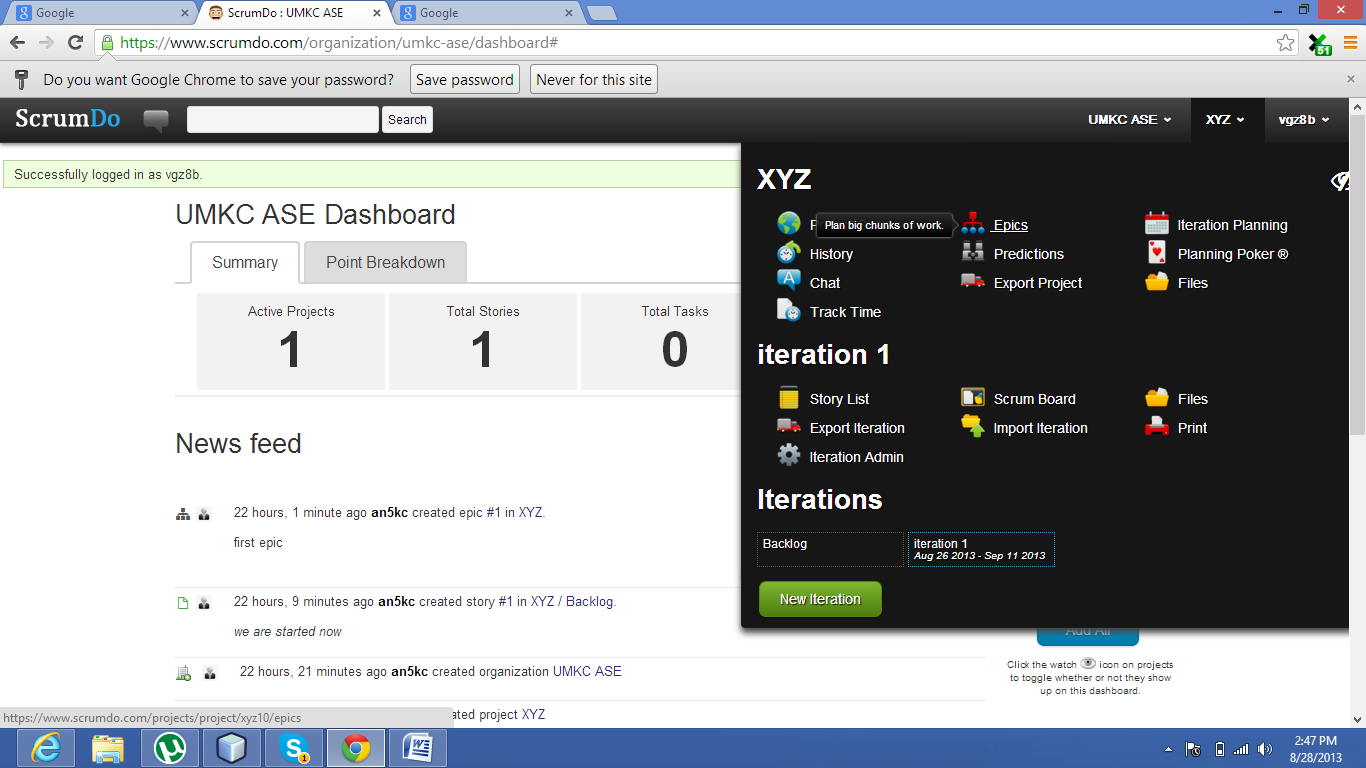 Google
ScrumDo : UMKC ASE
Google
https://www.scrumdo.com/organization/umkc-ase/dashboard#
51
Do you want Google Chrome to save your password?
Save password
Never for this site
ScrumDo
Search
UMKC ASE
XYZ
vgz8b
Successfully logged in as vgz8b.
UMKC ASE Dashboard
Summary
Point Breakdown
Active Projects
Total Stories
Total Tasks
1
1
0
News feed
22 hours, 1 minute ago an5kc created epic #1 in XYZ.
first epic
22 hours, 9 minutes ago an5kc created story #1 in XYZ / Backlog.
we are started now
22 hours, 21 minutes ago an5kc created organization UMKC ASE
ated project XYZ
XYZ
Plan big chunks of work.
Epics
Iteration Planning
History
Predictions
Planning Poker ®
Chat
Export Project
Files
Track Time
iteration 1
Story List
Scrum Board
Files
Export Iteration
Import Iteration
Print
Iteration Admin
Iterations
Backlog
iteration 1
Aug 26 2013 - Sep 11 2013
New Iteration
Add All
Click the watch icon on projects
to toggle whether or not they show
up on this dashboard.
https://www.scrumdo.com/projects/project/xyz10/epics
1
2:47 PM
8/28/2013